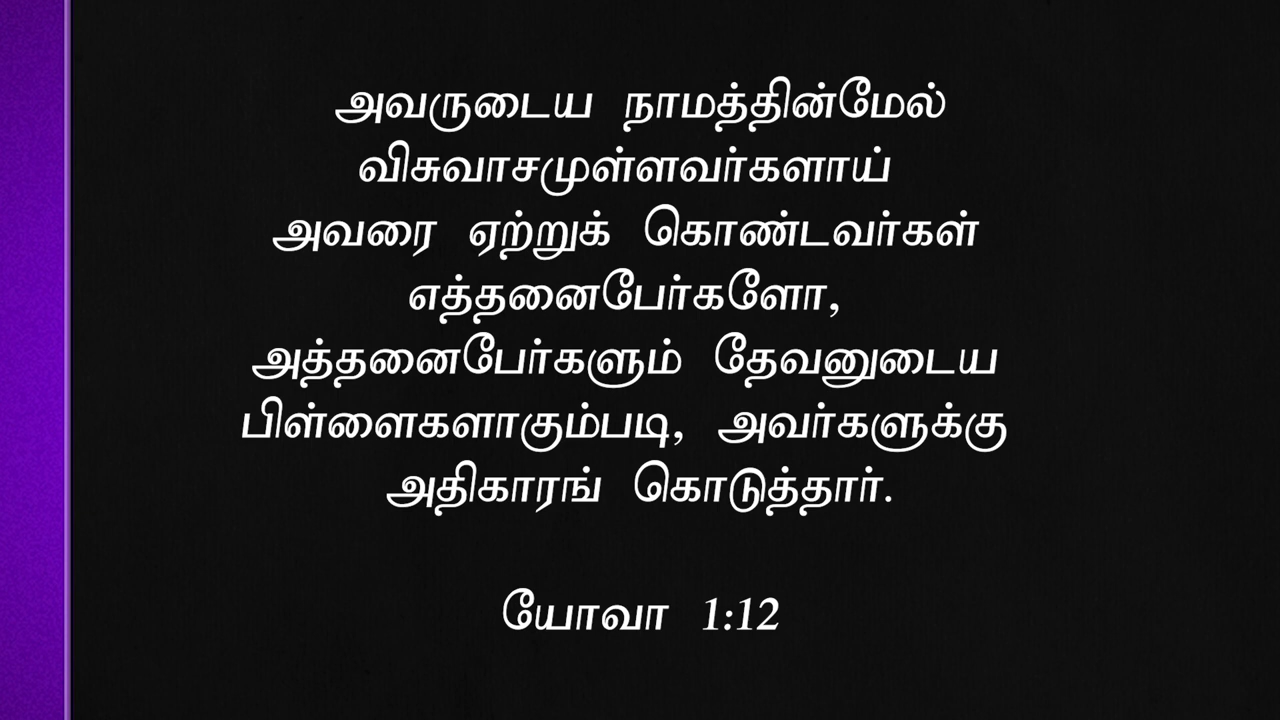 அவருடைய நாமத்தின்மேல்
விசுவாசமுள்ளவர்களாய்
அவரை ஏற்றுக் கொண்டவர்கள்
எத்தனைபேர்களோ,
அத்தனைபேர்களும் தேவனுடைய
பிள்ளைகளாகும்படி, அவர்களுக்கு
அதிகாரங் கொடுத்தார்.
யோவா 1:12